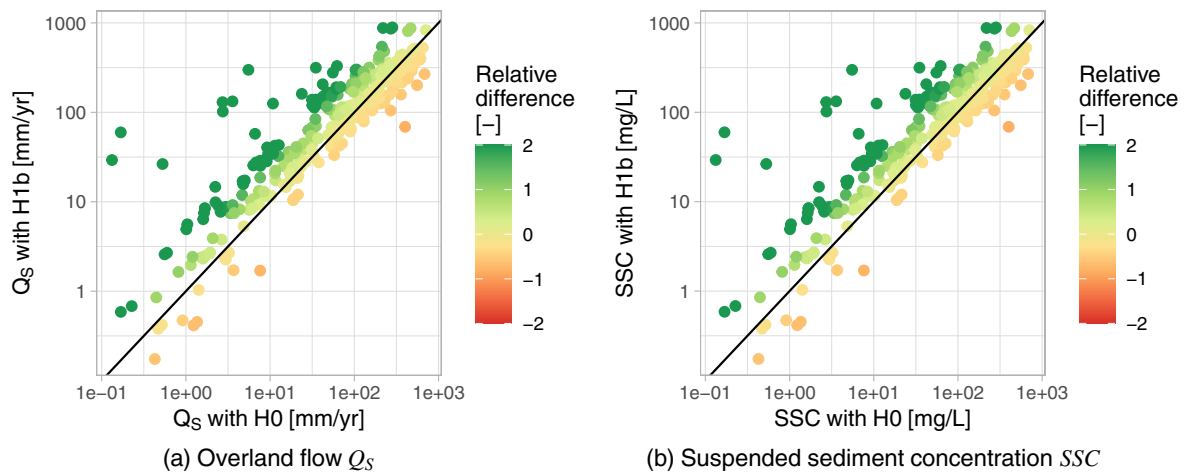 1000
100
10
1
Q_S with H1b [mm/yr]
1e−01
1e+00
1e+01
1e+02
1e+03
Q_S with H0 [mm/yr]
Relative
difference
[−]
2
1
0
−1
−2
(a) Overland flow Q_S
1000
100
10
1
SSC with H1b [mg/L]
1e−01
1e+00
1e+01
1e+02
1e+03
SSC with H0 [mg/L]
Relative
difference
[−]
2
1
0
−1
−2
(b) Suspended sediment concentration SSC